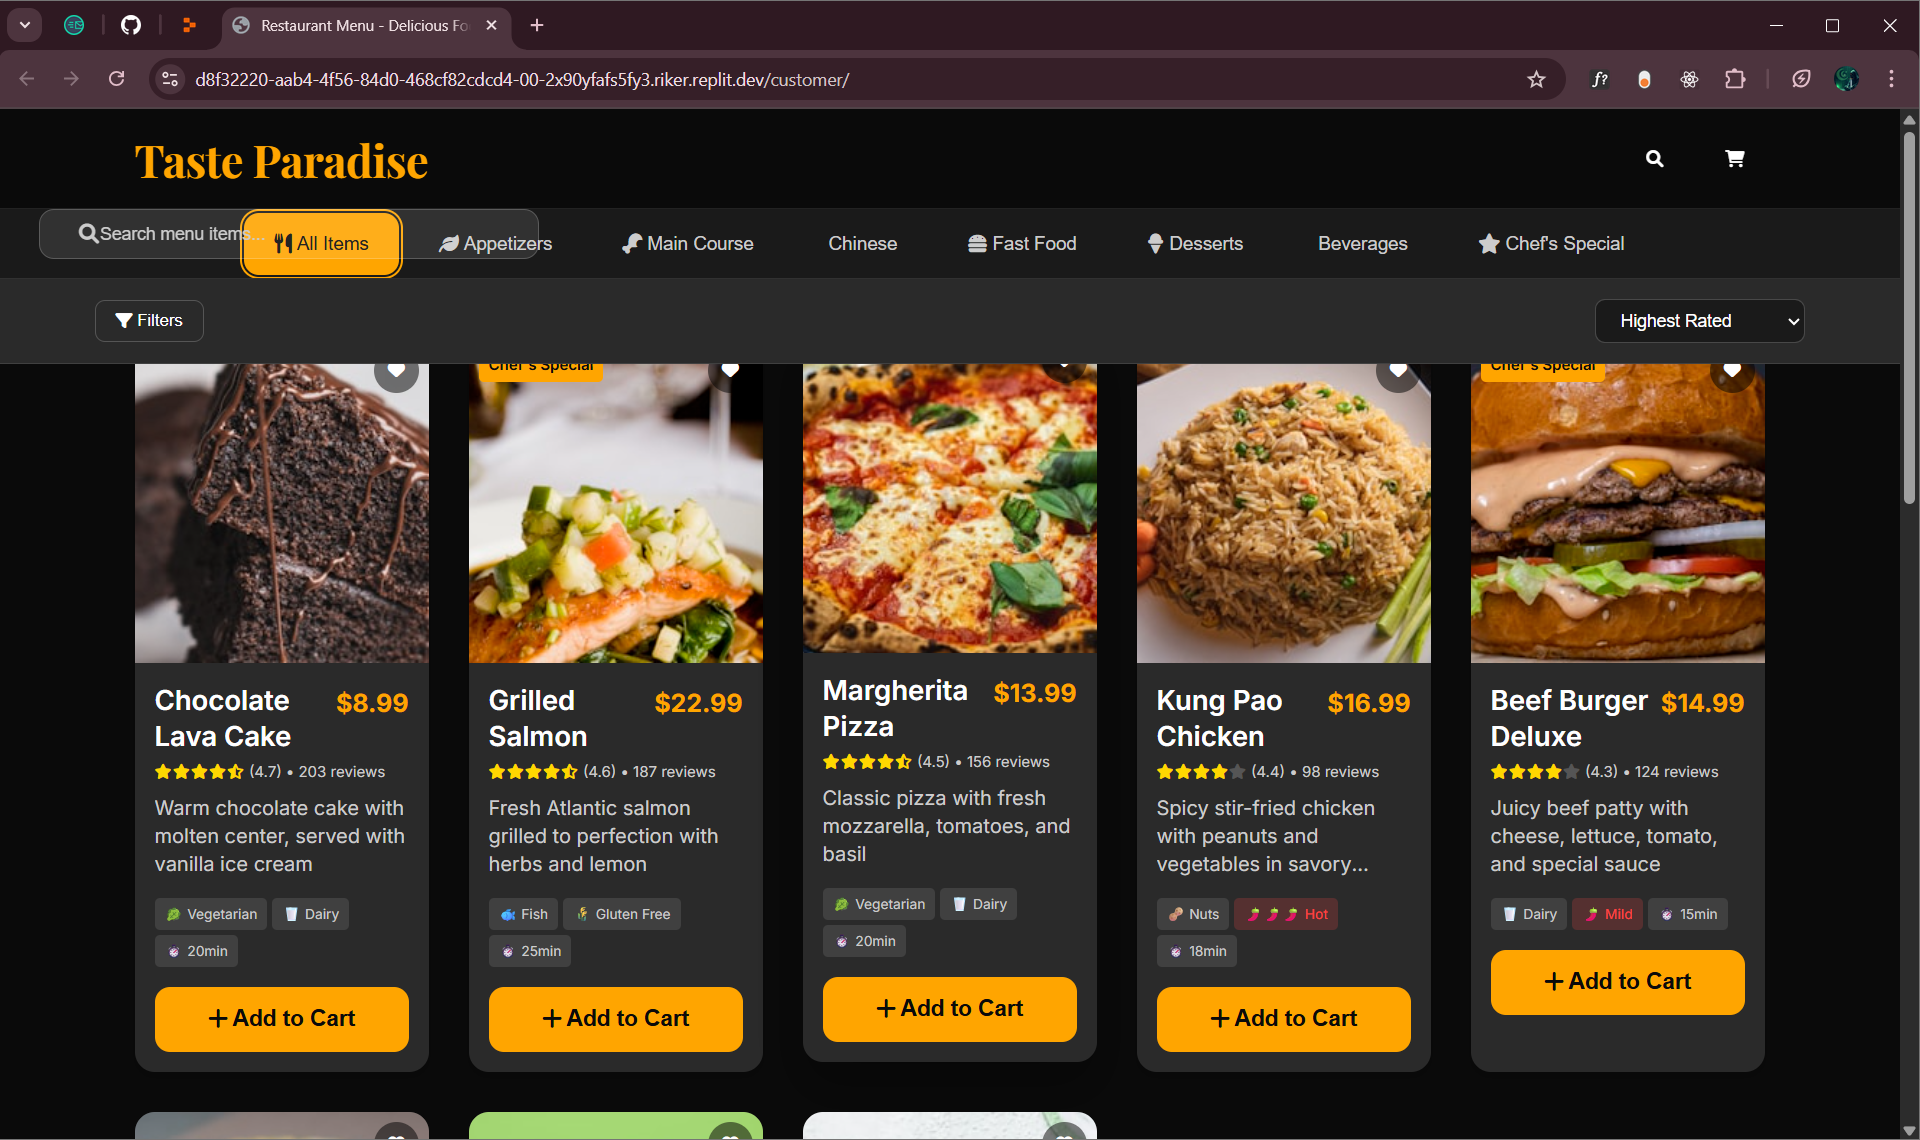 Restaurant Menu - Delicious Fo
d8f32220-aab4-4f56-84d0-468cf82cdcd4-00-2x90yfafs5fy3.riker.replit.dev/customer/
f?
Taste Paradise
Search menu items...
All Items
Appetizers
Main Course
Chinese
Fast Food
Desserts
Beverages
Chef's Special
Filters
Highest Rated
Chef's Special
Chef's Special
Chocolate
Lava Cake
$8.99
(4.7) • 203 reviews
Warm chocolate cake with
molten center, served with
vanilla ice cream
Vegetarian
Dairy
20min
+ Add to Cart
Grilled
Salmon
$22.99
(4.6) • 187 reviews
Fresh Atlantic salmon
grilled to perfection with
herbs and lemon
Fish
Gluten Free
25min
+ Add to Cart
Margherita
Pizza
$13.99
(4.5) • 156 reviews
Classic pizza with fresh
mozzarella, tomatoes, and
basil
Vegetarian
Dairy
20min
+ Add to Cart
Kung Pao
Chicken
$16.99
(4.4) • 98 reviews
Spicy stir-fried chicken
with peanuts and
vegetables in savory...
Nuts
Hot
18min
+ Add to Cart
Beef Burger
Deluxe
$14.99
(4.3) • 124 reviews
Juicy beef patty with
cheese, lettuce, tomato,
and special sauce
Dairy
Mild
15min
+ Add to Cart